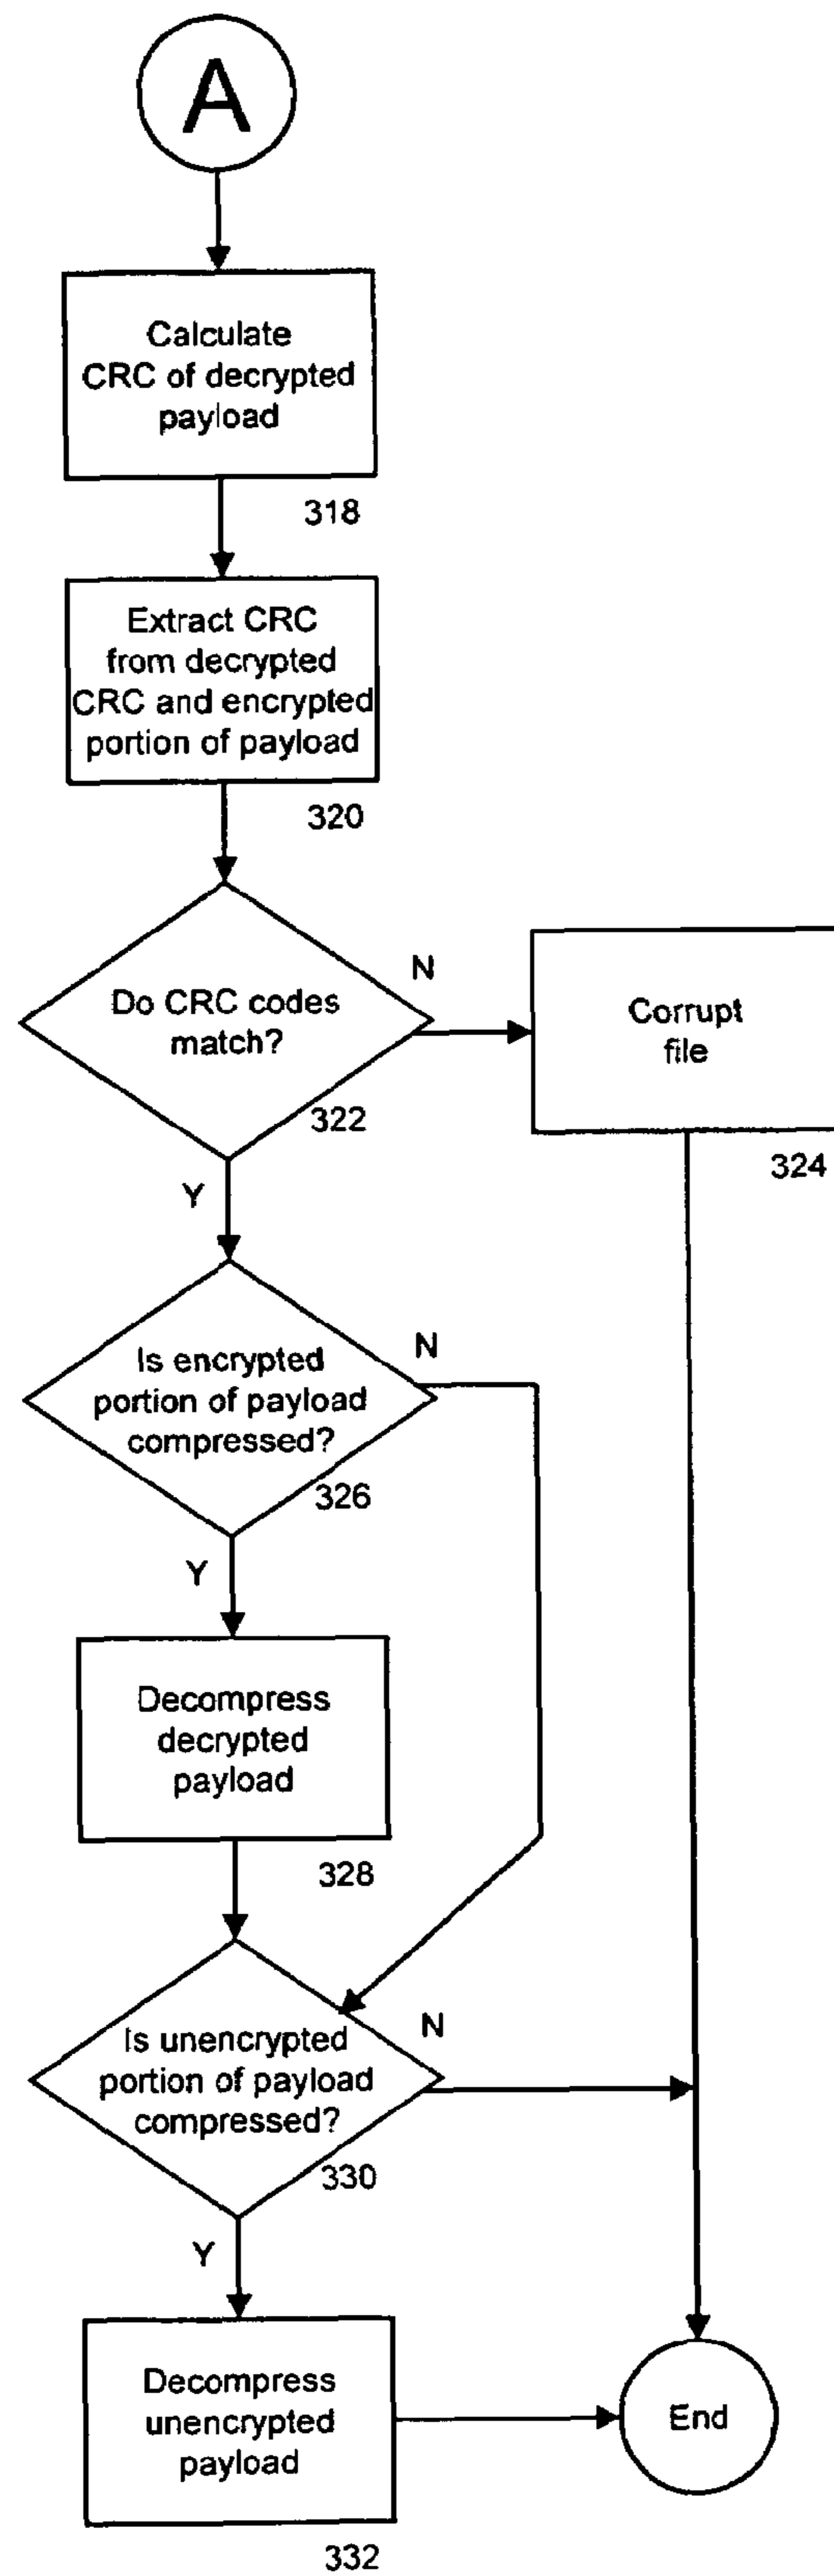 A
Calculate
CRC of decrypted
payload
318
Extract CRC
from decrypted
CRC and encrypted
portion of payload
320
Do CRC codes
match?
322
N
Corrupt
file
324
Y
Is encrypted
portion of payload
compressed?
326
N
Y
Decompress
decrypted
payload
328
Is unencrypted
portion of payload
compressed?
330
N
Y
Decompress
unencrypted
payload
332
End